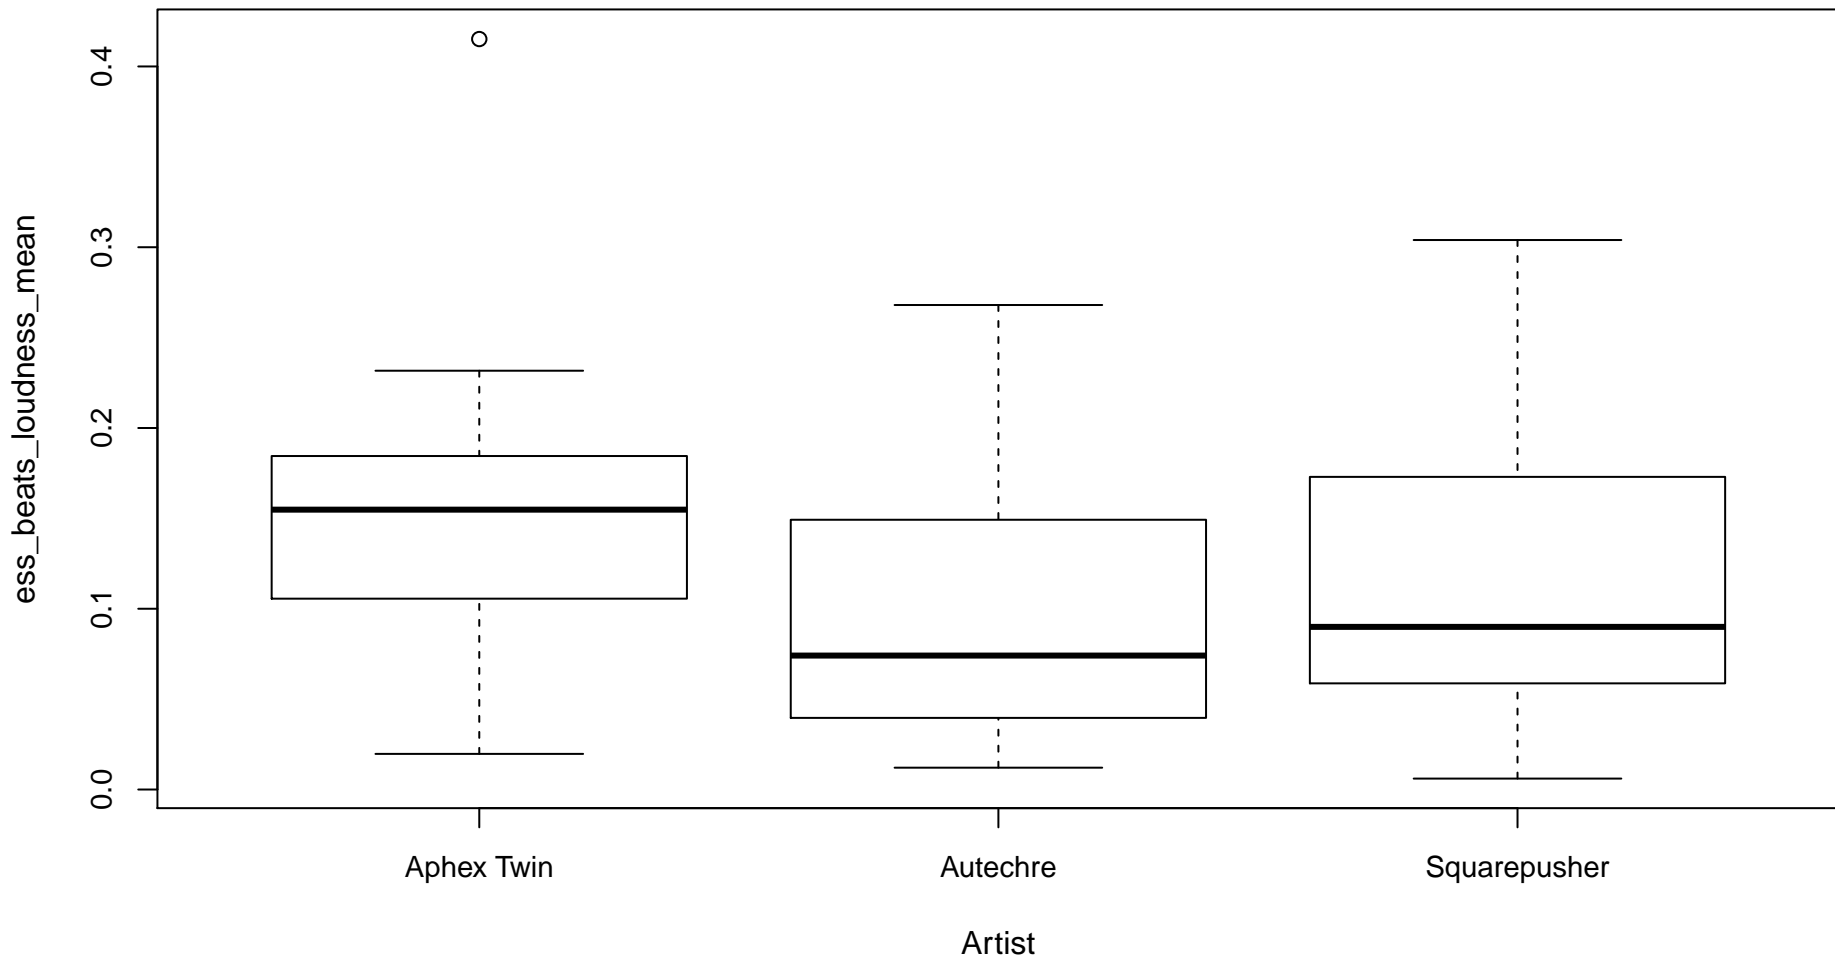 ess_beats_loudness_mean
0.4
0.3
0.2
0.1
0.0
Aphex Twin
Autechre
Squarepusher
Artist